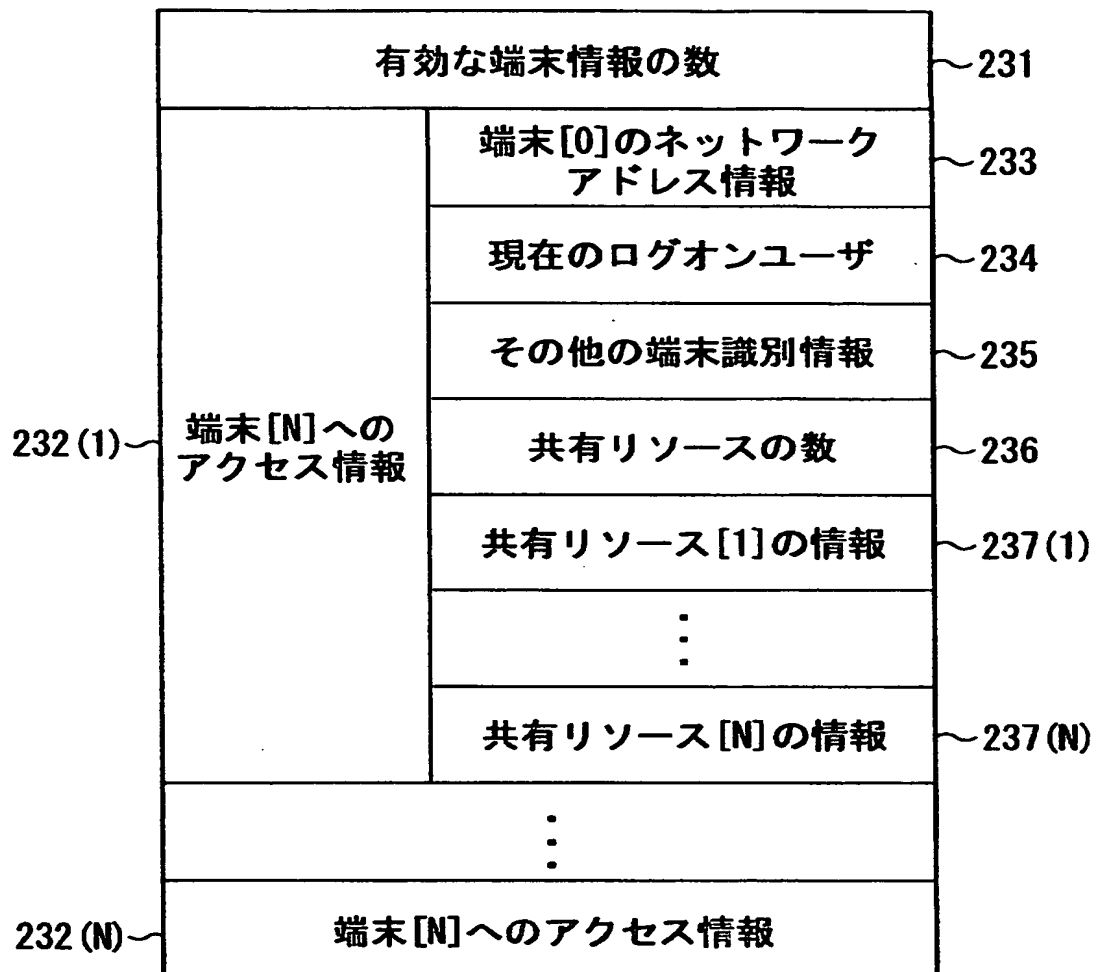 有効な端末情報の数
231
端末[0]のネットワーク
アドレス情報
233
現在のログオンユーザ
234
その他の端末識別情報
235
232(1)
端末[N]への
アクセス情報
共有リソースの数
236
共有リソース[1]の情報
237(1)
共有リソース[N]の情報
237(N)
232(N)
端末[N]へのアクセス情報